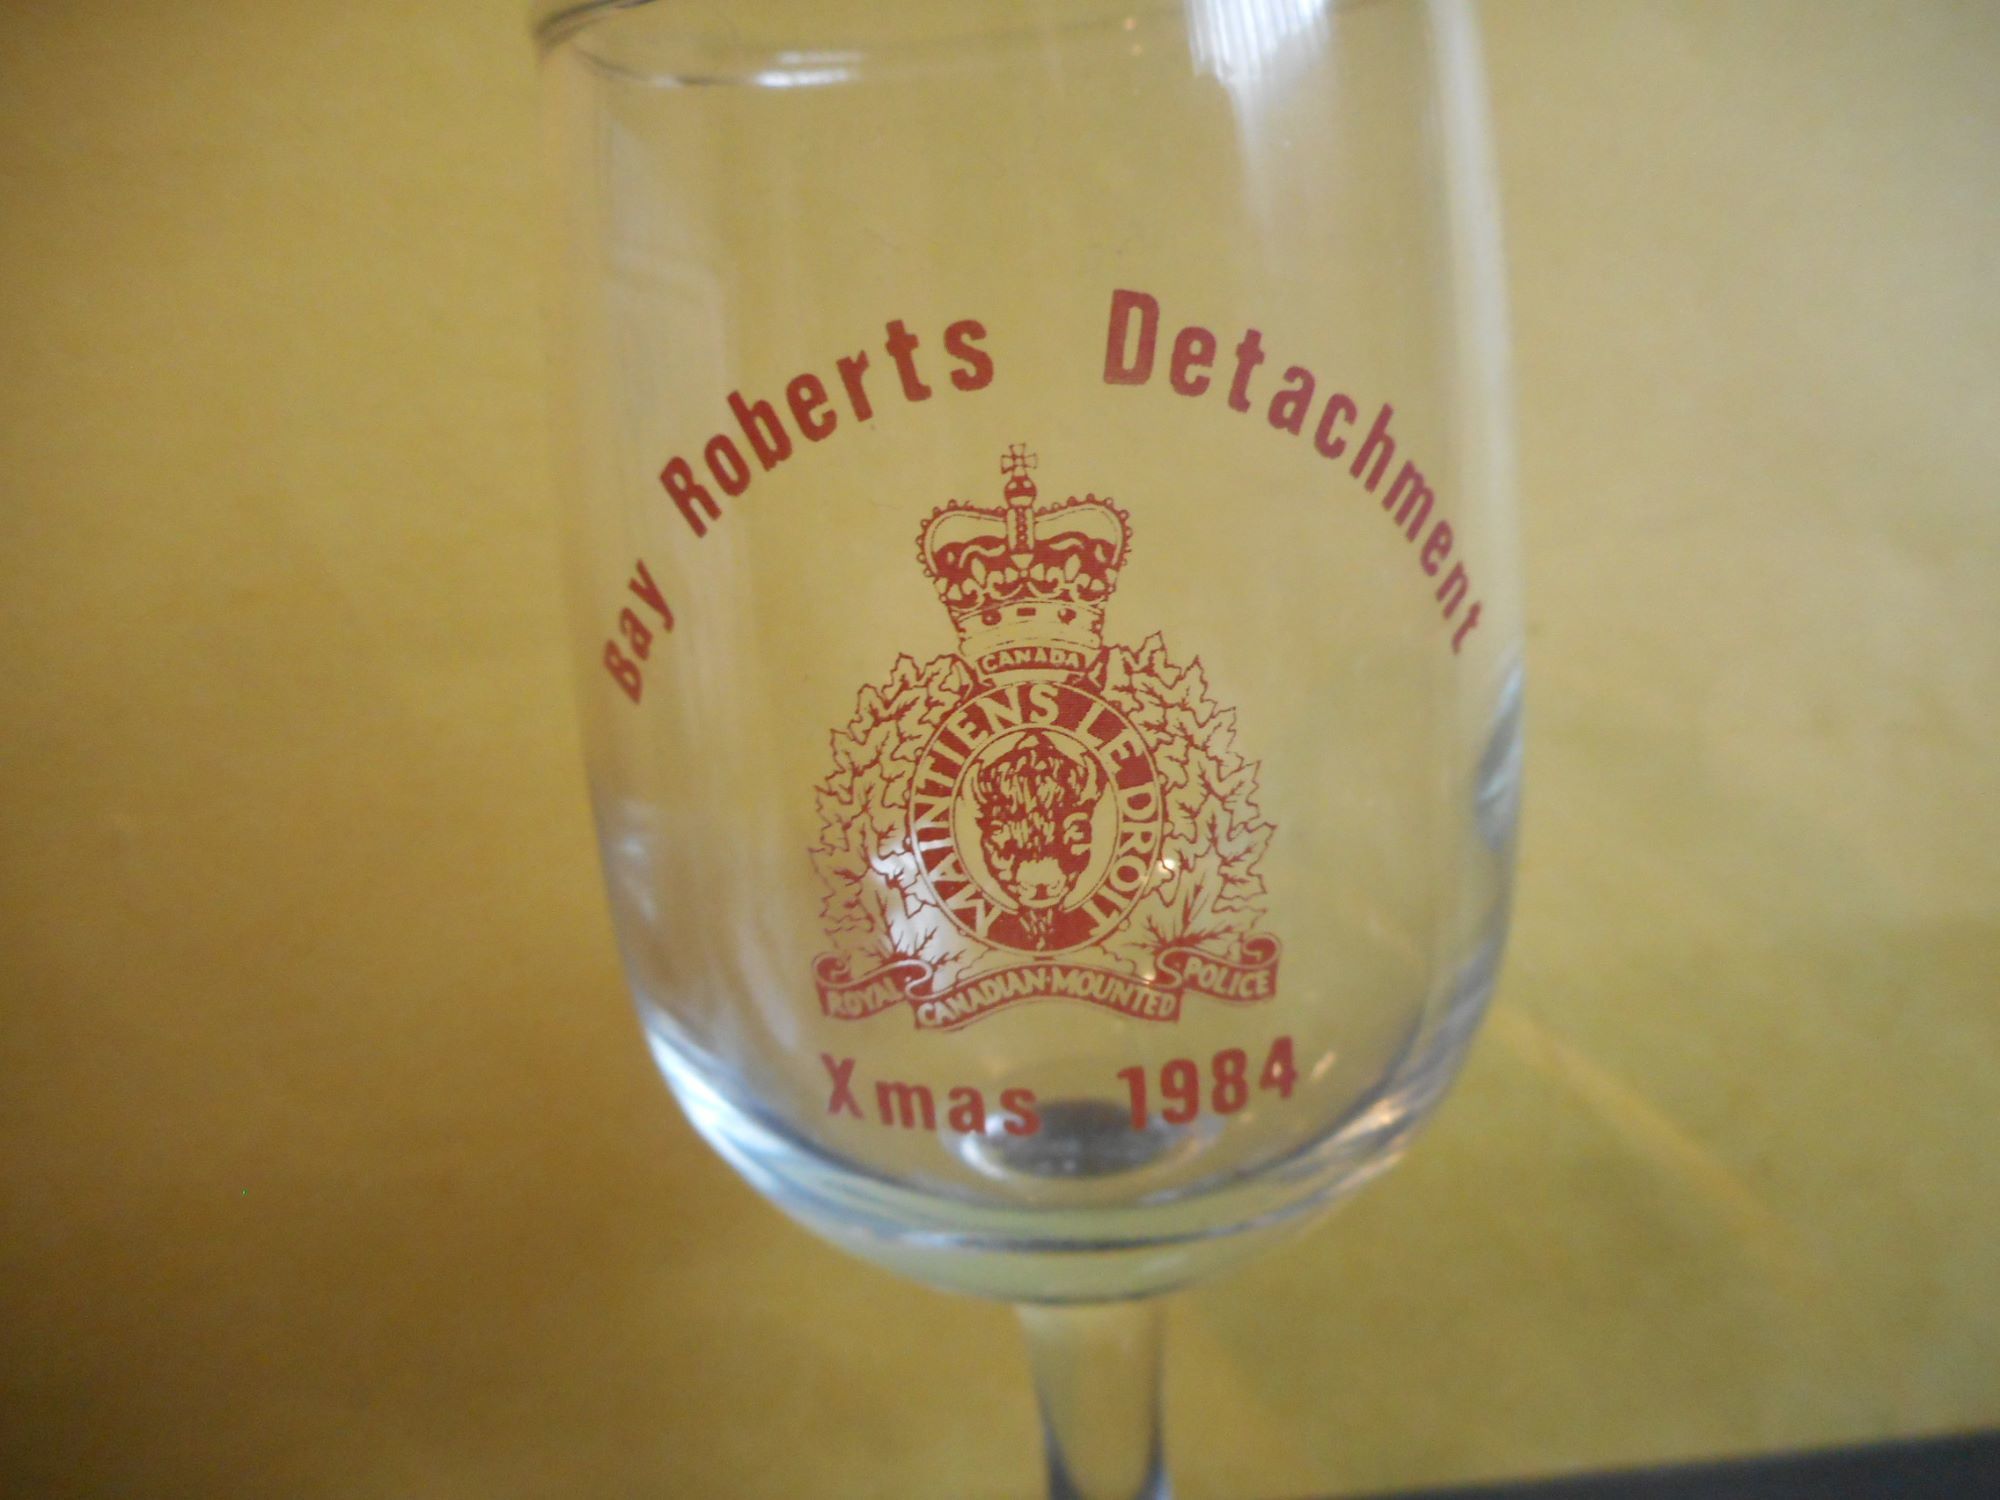 Bay Roberts Detachment
CANADA
MAINTIENS LE DROIT
ROYAL CANADIAN·MOUNTED POLICE
Xmas 1984